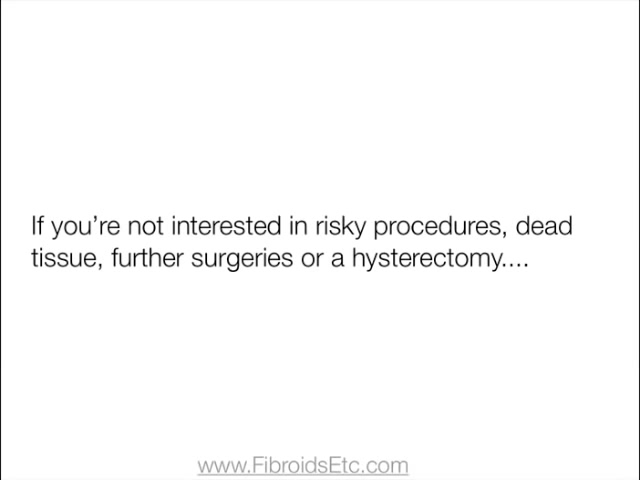 If you’re not interested in risky procedures, dead
tissue, further surgeries or a hysterectomy....
www.FibroidsEtc.com